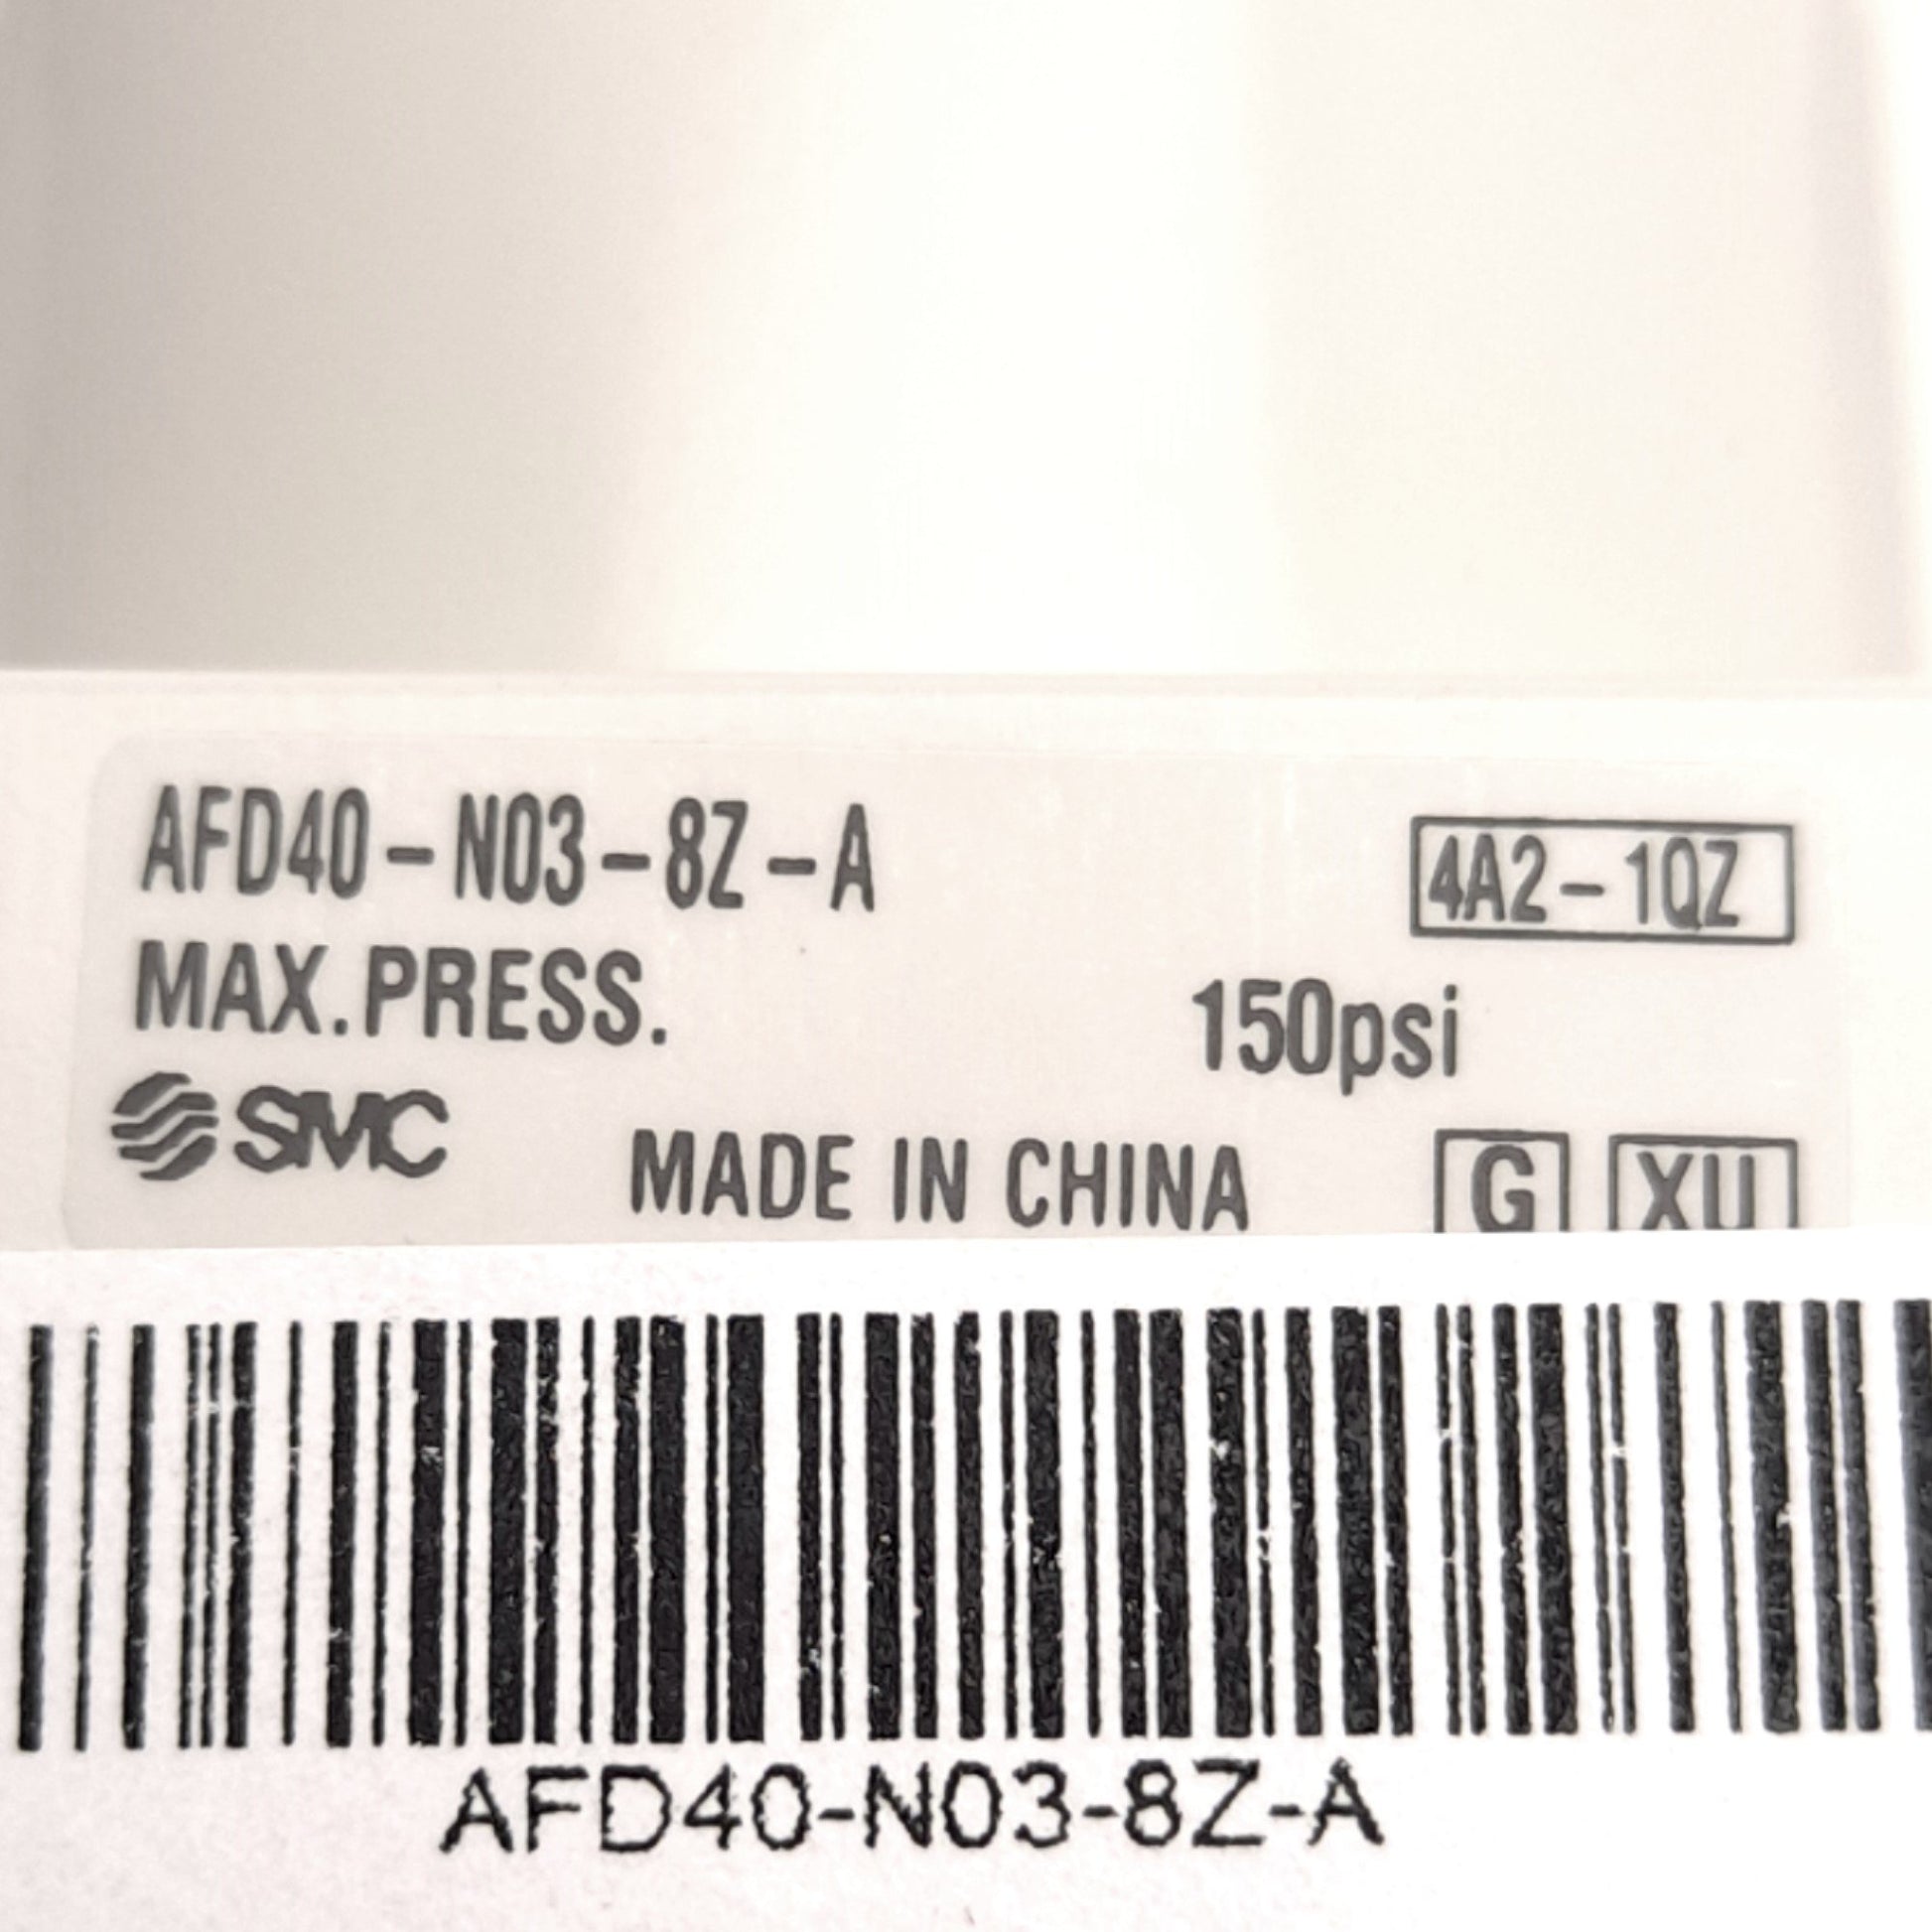 AFD40-N03-8Z-A 4A2-1QZ
MAX.PRESS. 150psi
SMC MADE IN CHINA G XU
AFD40-N03-8Z-A